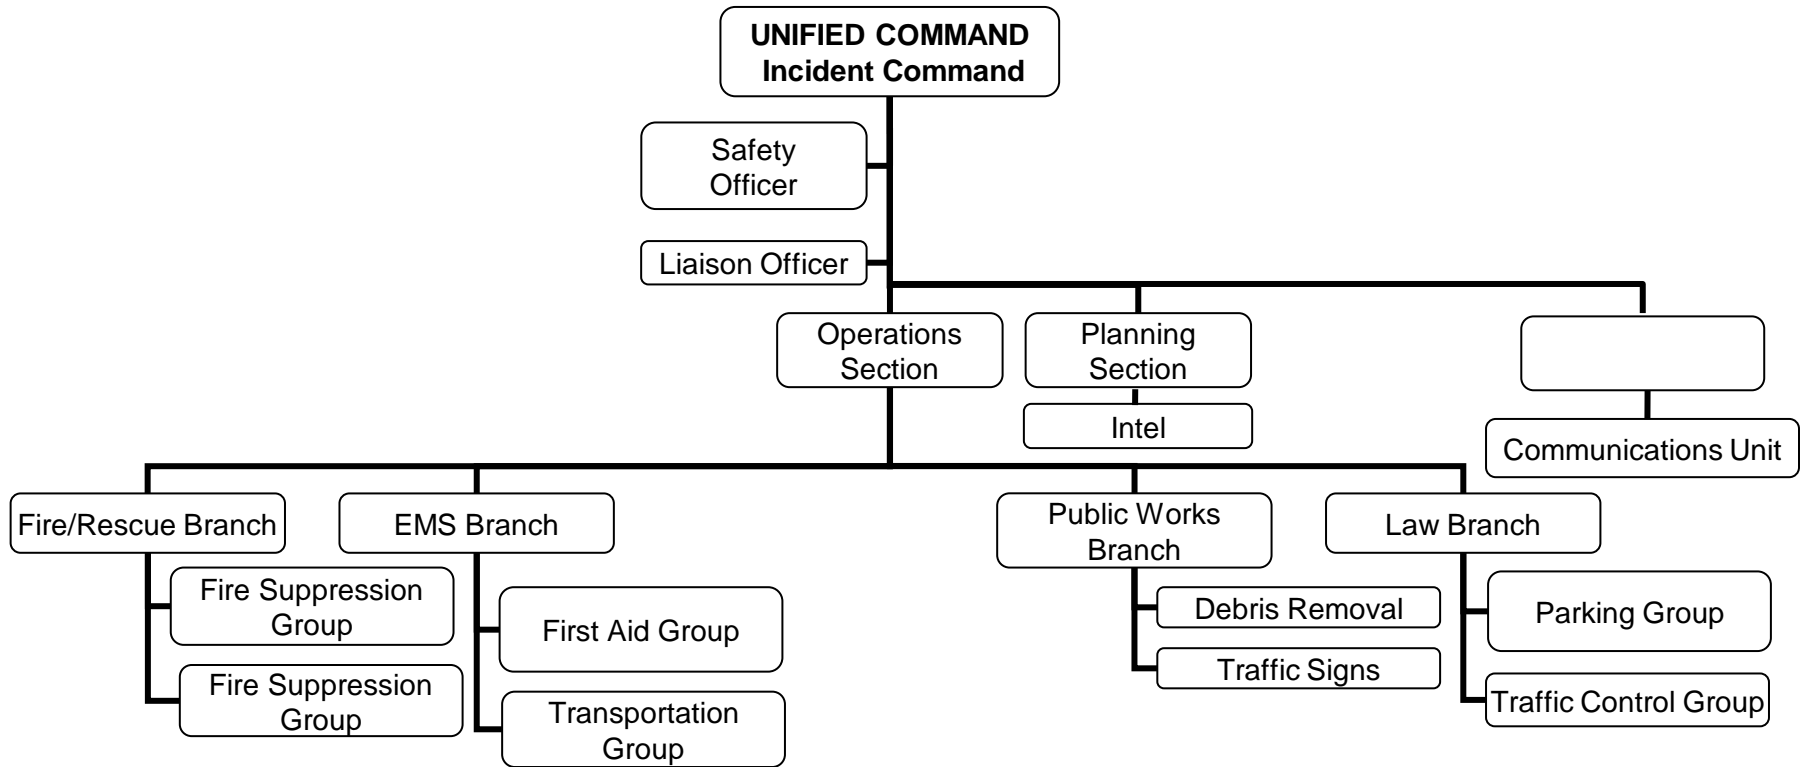 UNIFIED COMMAND
Incident Command
Safety
Officer
Liaison Officer
Operations
Section
Planning
Section
Intel
Communications Unit
Fire/Rescue Branch
EMS Branch
Public Works
Branch
Law Branch
Fire Suppression
Group
Fire Suppression
Group
First Aid Group
Transportation
Group
Debris Removal
Traffic Signs
Parking Group
Traffic Control Group